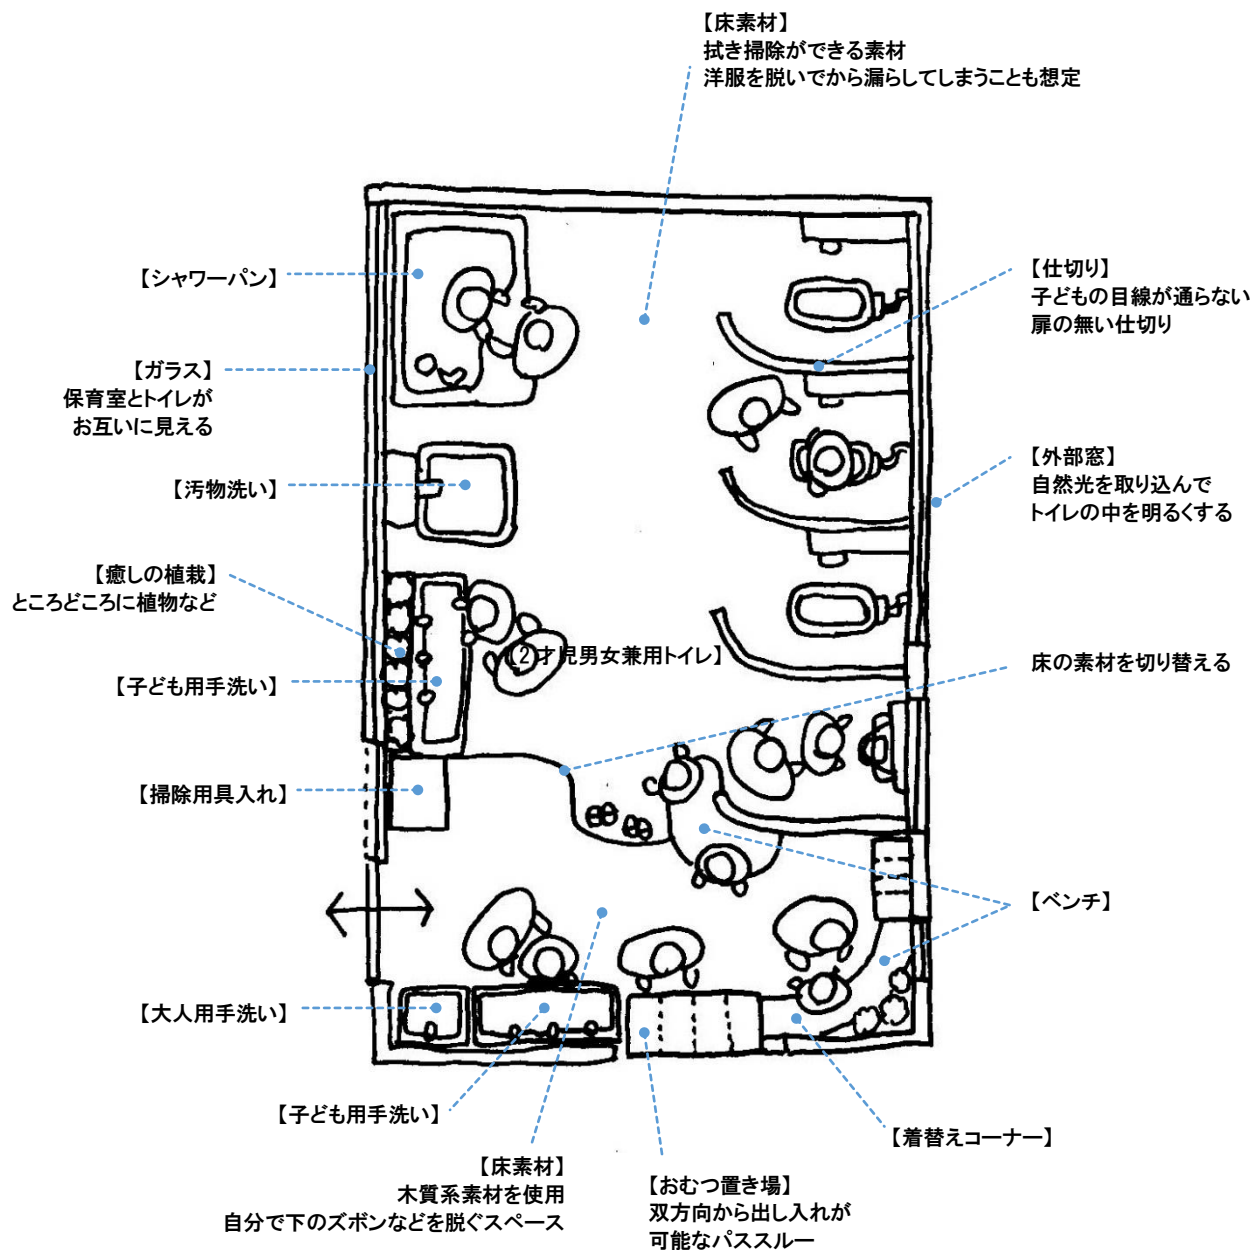 【床素材】
拭き掃除ができる素材
洋服を脱いでから漏らしてしまうことも想定
【シャワーパン】
【仕切り】
子どもの目線が通らない
扉の無い仕切り
【ガラス】
保育室とトイレが
お互いに見える
【汚物洗い】
【外部窓】
自然光を取り込んで
トイレの中を明るくする
【癒しの植栽】
ところどころに植物など
【2才児男女兼用トイレ】
床の素材を切り替える
【子ども用手洗い】
【掃除用具入れ】
【ベンチ】
【大人用手洗い】
【子ども用手洗い】
【着替えコーナー】
【床素材】
木質系素材を使用
自分で下のズボンなどを脱ぐスペース
【おむつ置き場】
双方向から出し入れが
可能なパススルー